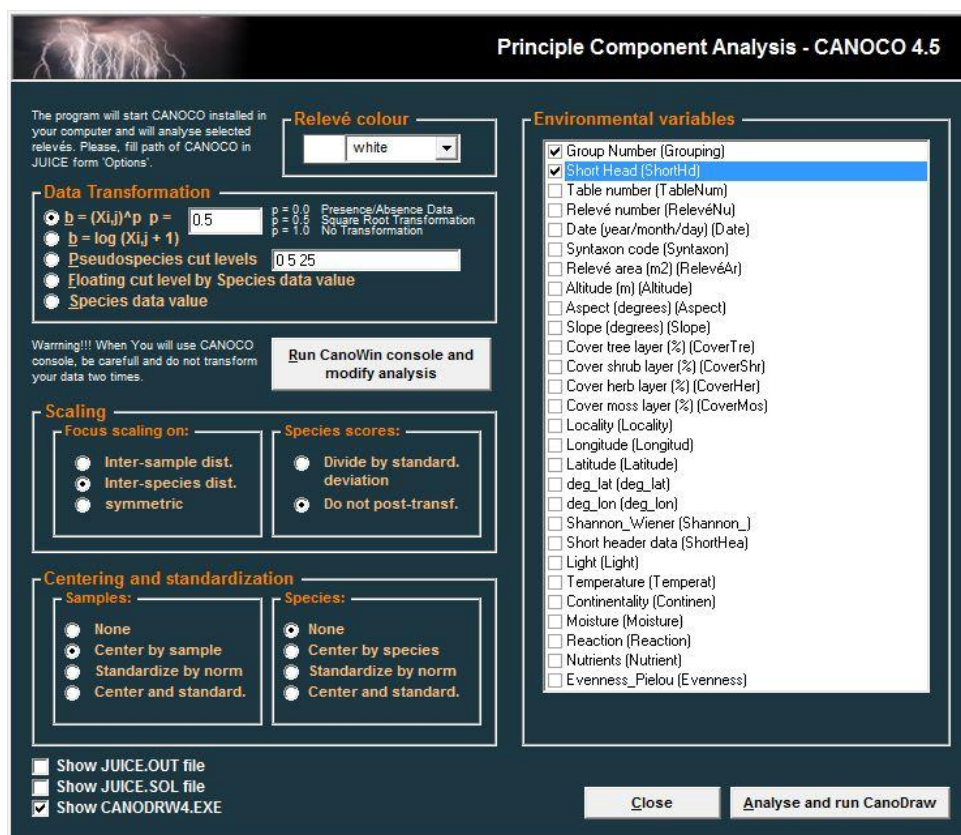 Principle Component Analysis - CANOCO 4.5
The program will start CANOCO installed in
your computer and will analyse selected
relevés. Please, fill path of CANOCO in
JUICE form 'Options'.
Relevé colour
white
Data Transformation
b = (Xi,j)^p p =
0.5
p = 0.0 Presence/Absence Data
p = 0.5 Square Root Transformation
p = 1.0 No Transformation
b = log (Xi,j + 1)
Pseudospecies cut levels
0 5 25
Floating cut level by Species data value
Species data value
Warrning!!! When You will use CANOCO
console, be carefull and do not transform
your data two times.
Run CanoWin console and
modify analysis
Scaling
Focus scaling on:
Inter-sample dist.
Inter-species dist.
symmetric
Species scores:
Divide by standard.
deviation
Do not post-transf.
Centering and standardization
Samples:
None
Center by sample
Standardize by norm
Center and standard.
Species:
None
Center by species
Standardize by norm
Center and standard.
Show JUICE.OUT file
Show JUICE.SOL file
Show CANODRW4.EXE
Environmental variables
Group Number (Grouping)
Short Head (ShortHd)
Table number (TableNum)
Relevé number (RelevéNu)
Date (year/month/day) (Date)
Syntaxon code (Syntaxon)
Relevé area (m2) (RelevéAr)
Altitude (m) (Altitude)
Aspect (degrees) (Aspect)
Slope (degrees) (Slope)
Cover tree layer (%) (CoverTre)
Cover shrub layer (%) (CoverShr)
Cover herb layer (%) (CoverHer)
Cover moss layer (%) (CoverMos)
Locality (Locality)
Longitude (Longitud)
Latitude (Latitude)
deg_lat (deg_lat)
deg_lon (deg_lon)
Shannon_Wiener (Shannon_)
Short header data (ShortHea)
Light (Light)
Temperature (Temperat)
Continentality (Continen)
Moisture (Moisture)
Reaction (Reaction)
Nutrients (Nutrient)
Evenness_Pielou (Evenness)
Close
Analyse and run CanoDraw